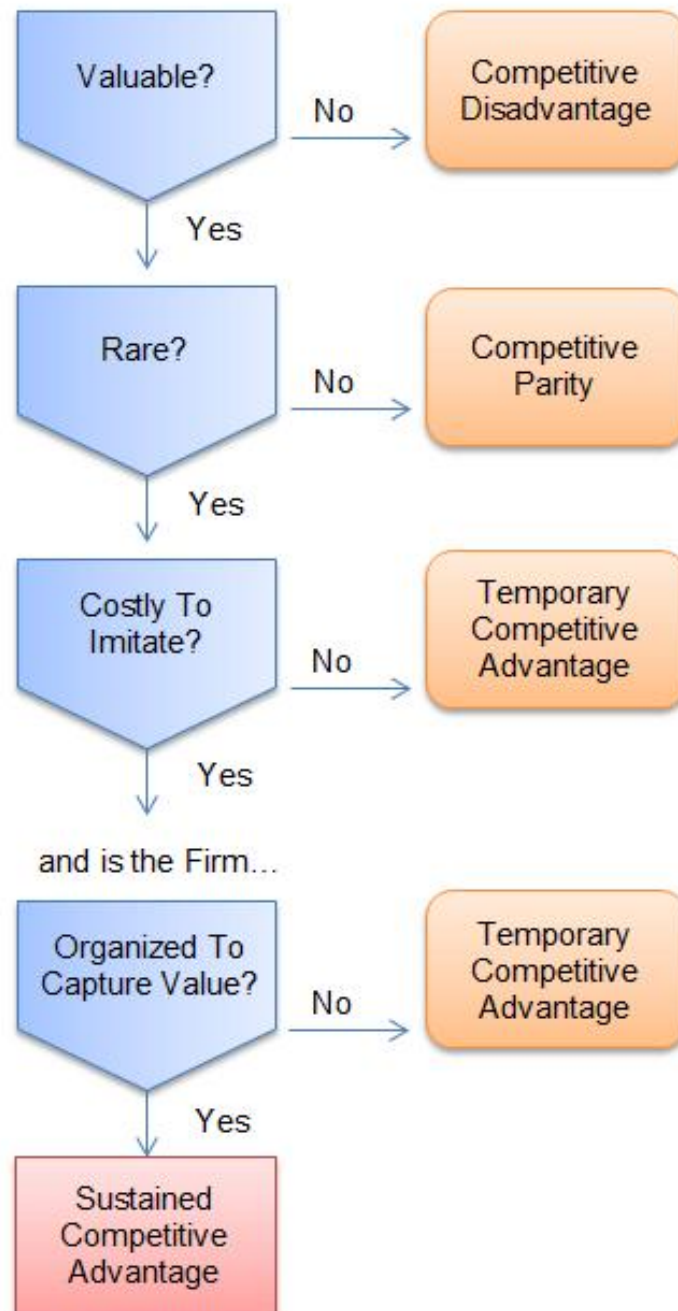 Valuable?
No
Competitive
Disadvantage
Yes
Rare?
No
Competitive
Parity
Yes
Costly To
Imitate?
No
Temporary
Competitive
Advantage
Yes
and is the Firm...
Organized To
Capture Value?
No
Temporary
Competitive
Advantage
Yes
Sustained
Competitive
Advantage